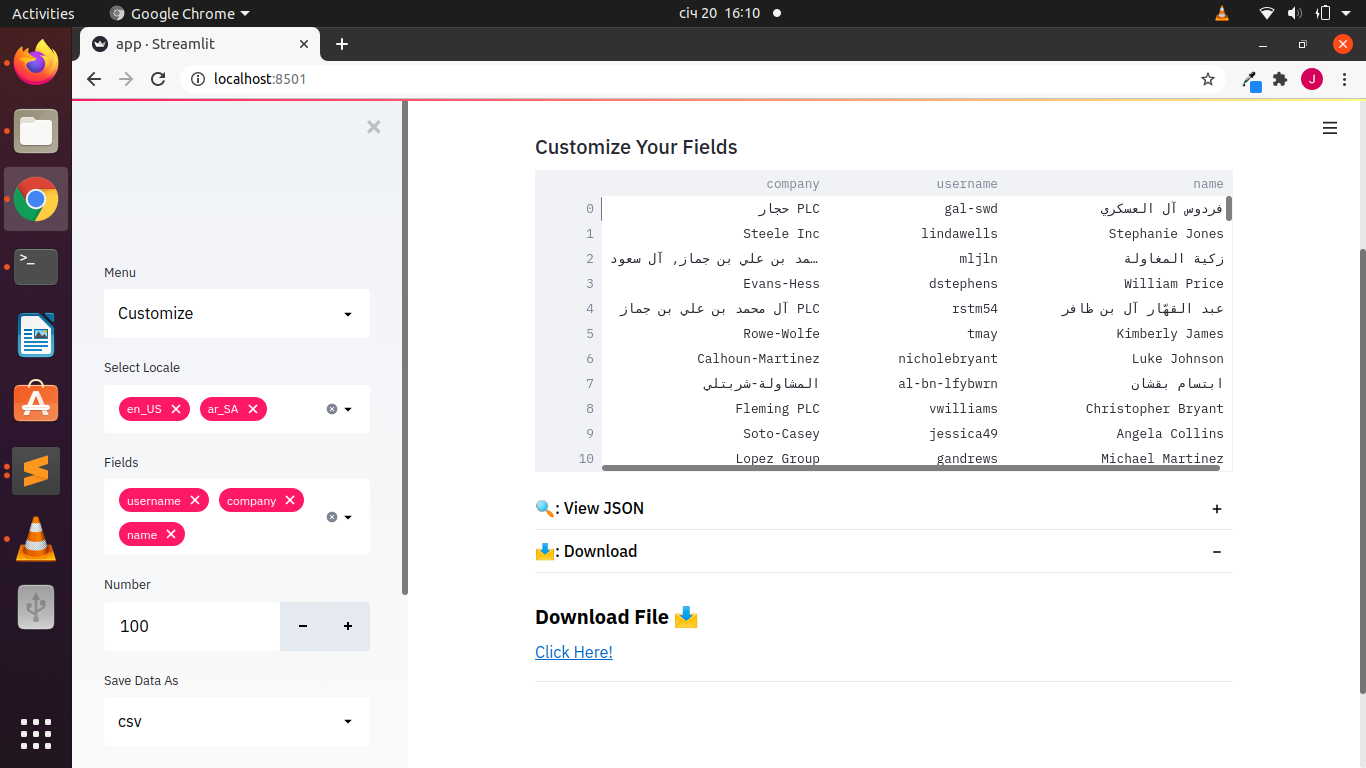 Activities
Google Chrome
січ 20 16:10
app · Streamlit
localhost:8501
J
Menu
Customize
Select Locale
en_US
ar_SA
Fields
username
company
name
Number
100
Save Data As
csv
Customize Your Fields
company username name
0 حجار PLC gal-swd فردوس آل العسكري
1 Steele Inc lindawells Stephanie Jones
2 …مد بن علي بن جماز, آل سعود mljln زكية المغاولة
3 Evans-Hess dstephens William Price
4 آل محمد بن علي بن جماز PLC rstm54 عبد القهّار آل بن ظافر
5 Rowe-Wolfe tmay Kimberly James
6 Calhoun-Martinez nicholebryant Luke Johnson
7 المشاولة-شربتلي al-bn-lfybwrn ابتسام بقشان
8 Fleming PLC vwilliams Christopher Bryant
9 Soto-Casey jessica49 Angela Collins
10 Lopez Group gandrews Michael Martinez
: View JSON
: Download
Download File
Click Here!